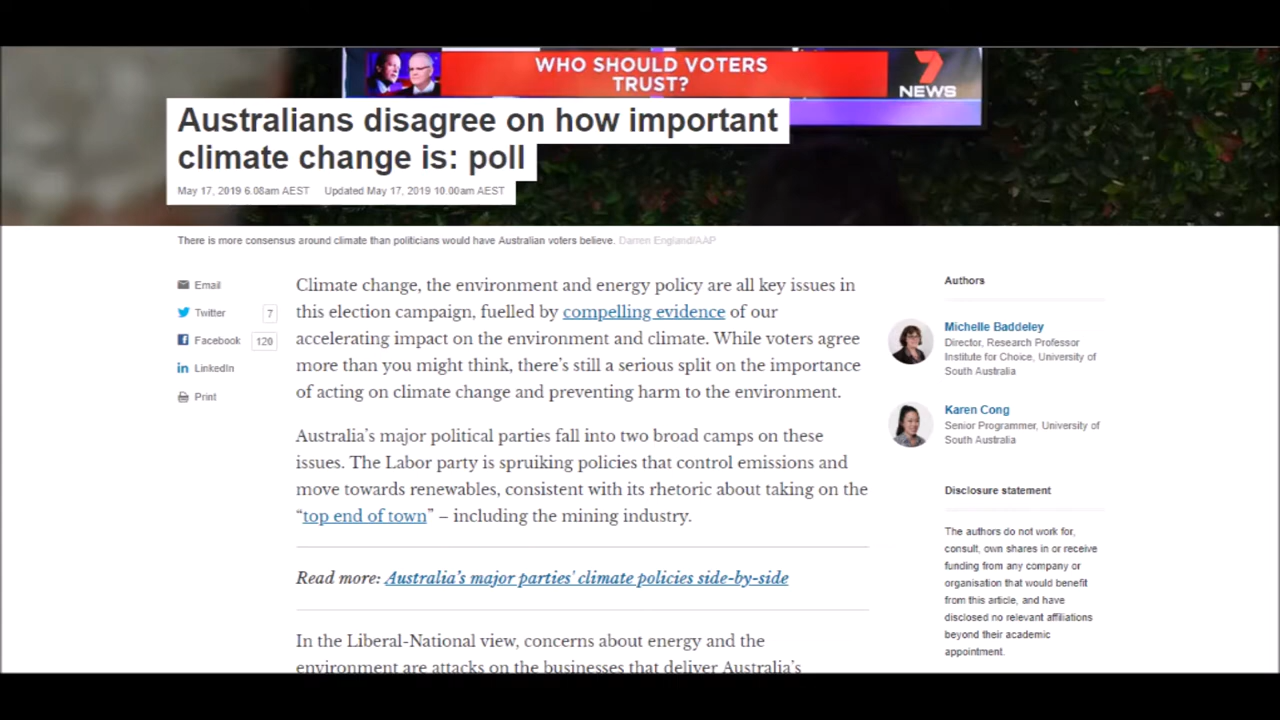 WHO SHOULD VOTERS
TRUST?
7
NEWS
Australians disagree on how important
climate change is: poll
May 17, 2019 6.08am AEST Updated May 17, 2019 10.00am AEST
There is more consensus around climate than politicians would have Australian voters believe. Darren England/AAP
Email
Twitter 7
Facebook 120
LinkedIn
Print
Climate change, the environment and energy policy are all key issues in
this election campaign, fuelled by compelling evidence of our
accelerating impact on the environment and climate. While voters agree
more than you might think, there's still a serious split on the importance
of acting on climate change and preventing harm to the environment.
Australia's major political parties fall into two broad camps on these
issues. The Labor party is spruiking policies that control emissions and
move towards renewables, consistent with its rhetoric about taking on the
“top end of town” – including the mining industry.
Read more: Australia's major parties' climate policies side-by-side
In the Liberal-National view, concerns about energy and the
environment are attacks on the businesses that deliver Australia's
Authors
Michelle Baddeley
Director, Research Professor
Institute for Choice, University of
South Australia
Karen Cong
Senior Programmer, University of
South Australia
Disclosure statement
The authors do not work for,
consult, own shares in or receive
funding from any company or
organisation that would benefit
from this article, and have
disclosed no relevant affiliations
beyond their academic
appointment.